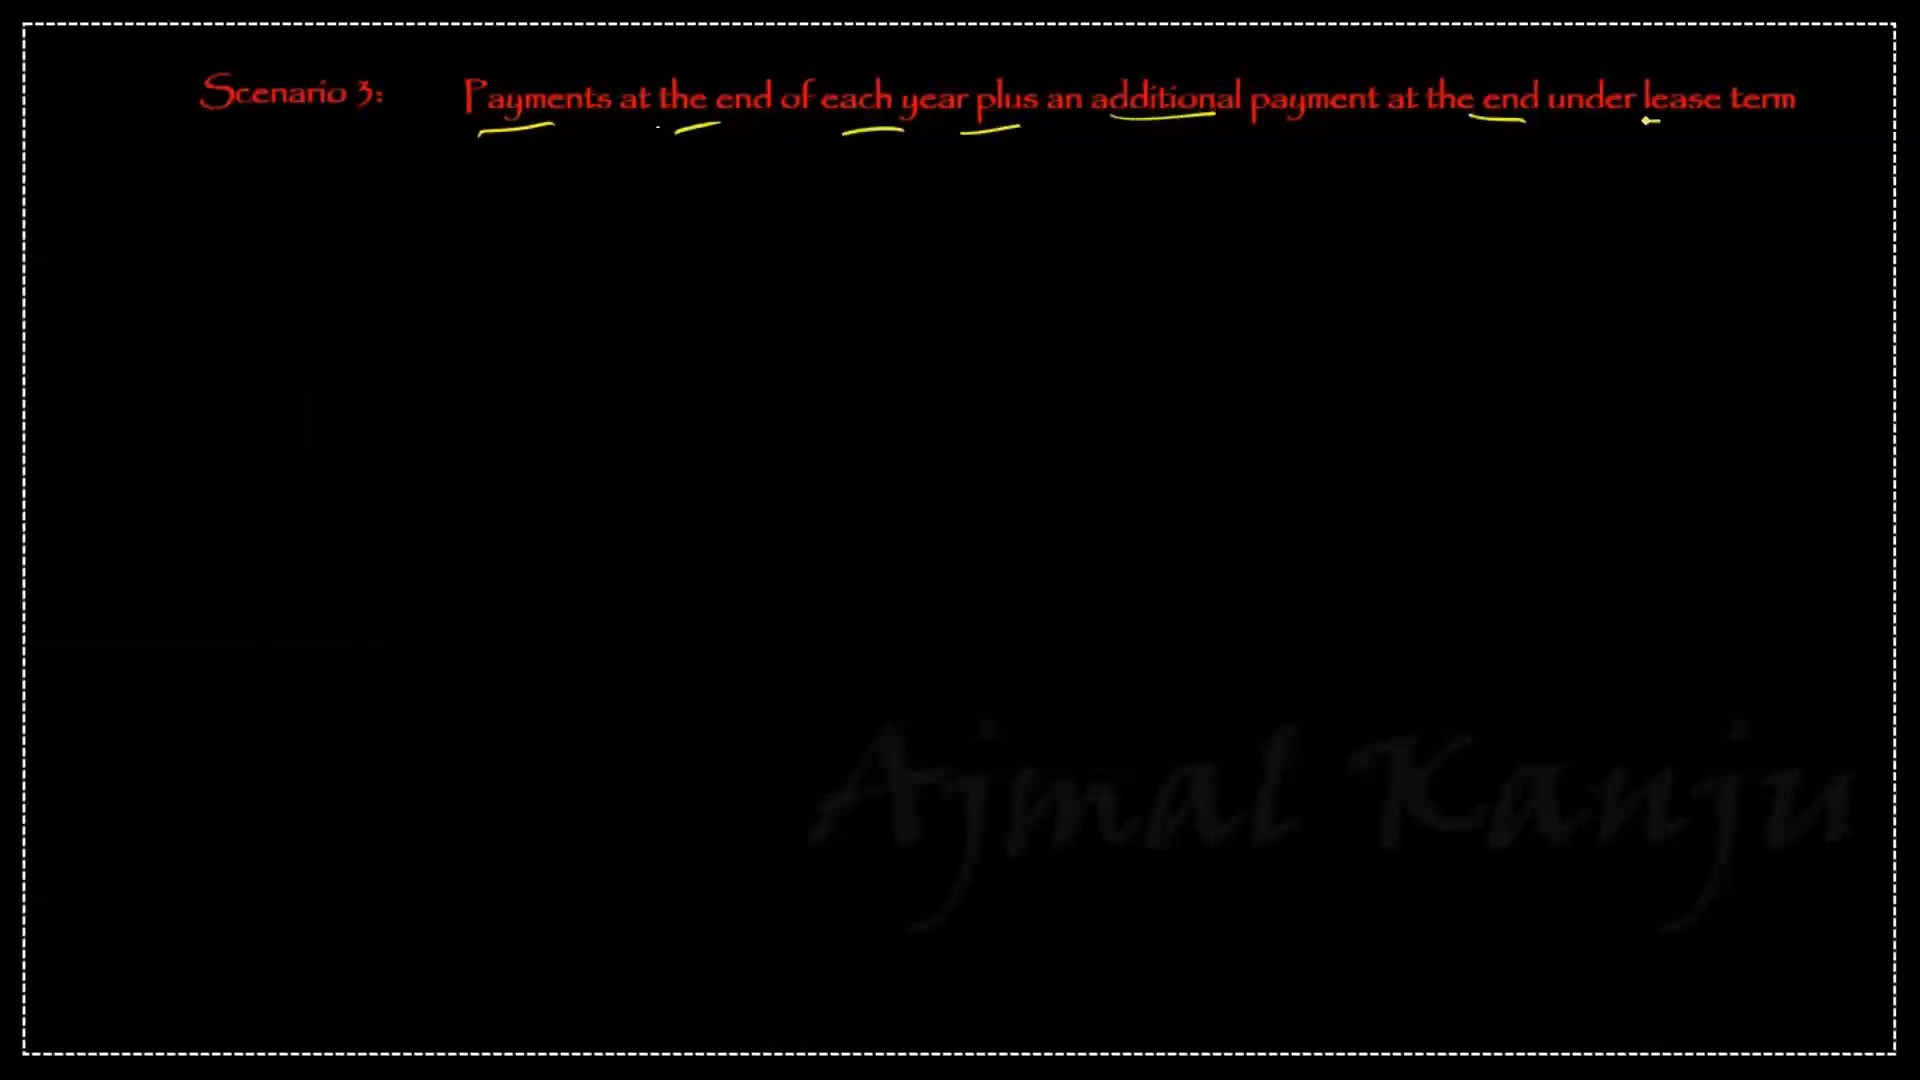 Scenario 3: Payments at the end of each year plus an additional payment at the end under lease term
Ajmal Kanju